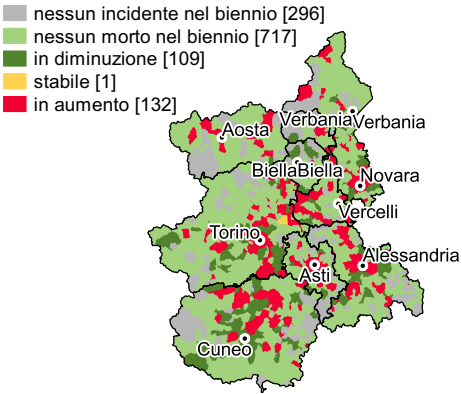 nessun incidente nel biennio [296]
nessun morto nel biennio [717]
in diminuzione [109]
stabile [1]
in aumento [132]
Verbania Verbania
Aosta
Biella Biella
Novara
Vercelli
Torino
Alessandria
Asti
Cuneo